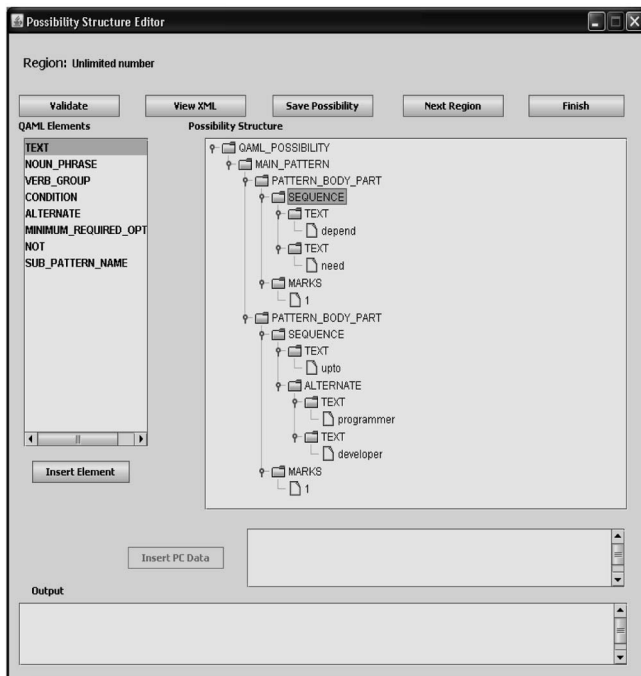 Possibility Structure Editor
Region: Unlimited number
Validate View XML Save Possibility Next Region Finish
QAML Elements Possibility Structure
TEXT
NOUN_PHRASE
VERB_GROUP
CONDITION
ALTERNATE
MINIMUM_REQUIRED_OPT
NOT
SUB_PATTERN_NAME
QAML_POSSIBILITY
MAIN_PATTERN
PATTERN_BODY_PART
SEQUENCE
TEXT
depend
TEXT
need
MARKS
1
PATTERN_BODY_PART
SEQUENCE
TEXT
upto
ALTERNATE
TEXT
programmer
TEXT
developer
MARKS
1
Insert Element
Insert PC Data
Output